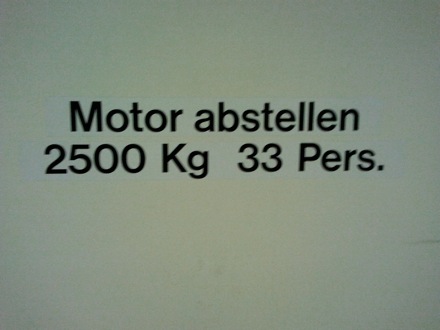 Motor abstellen
2500 Kg 33 Pers.